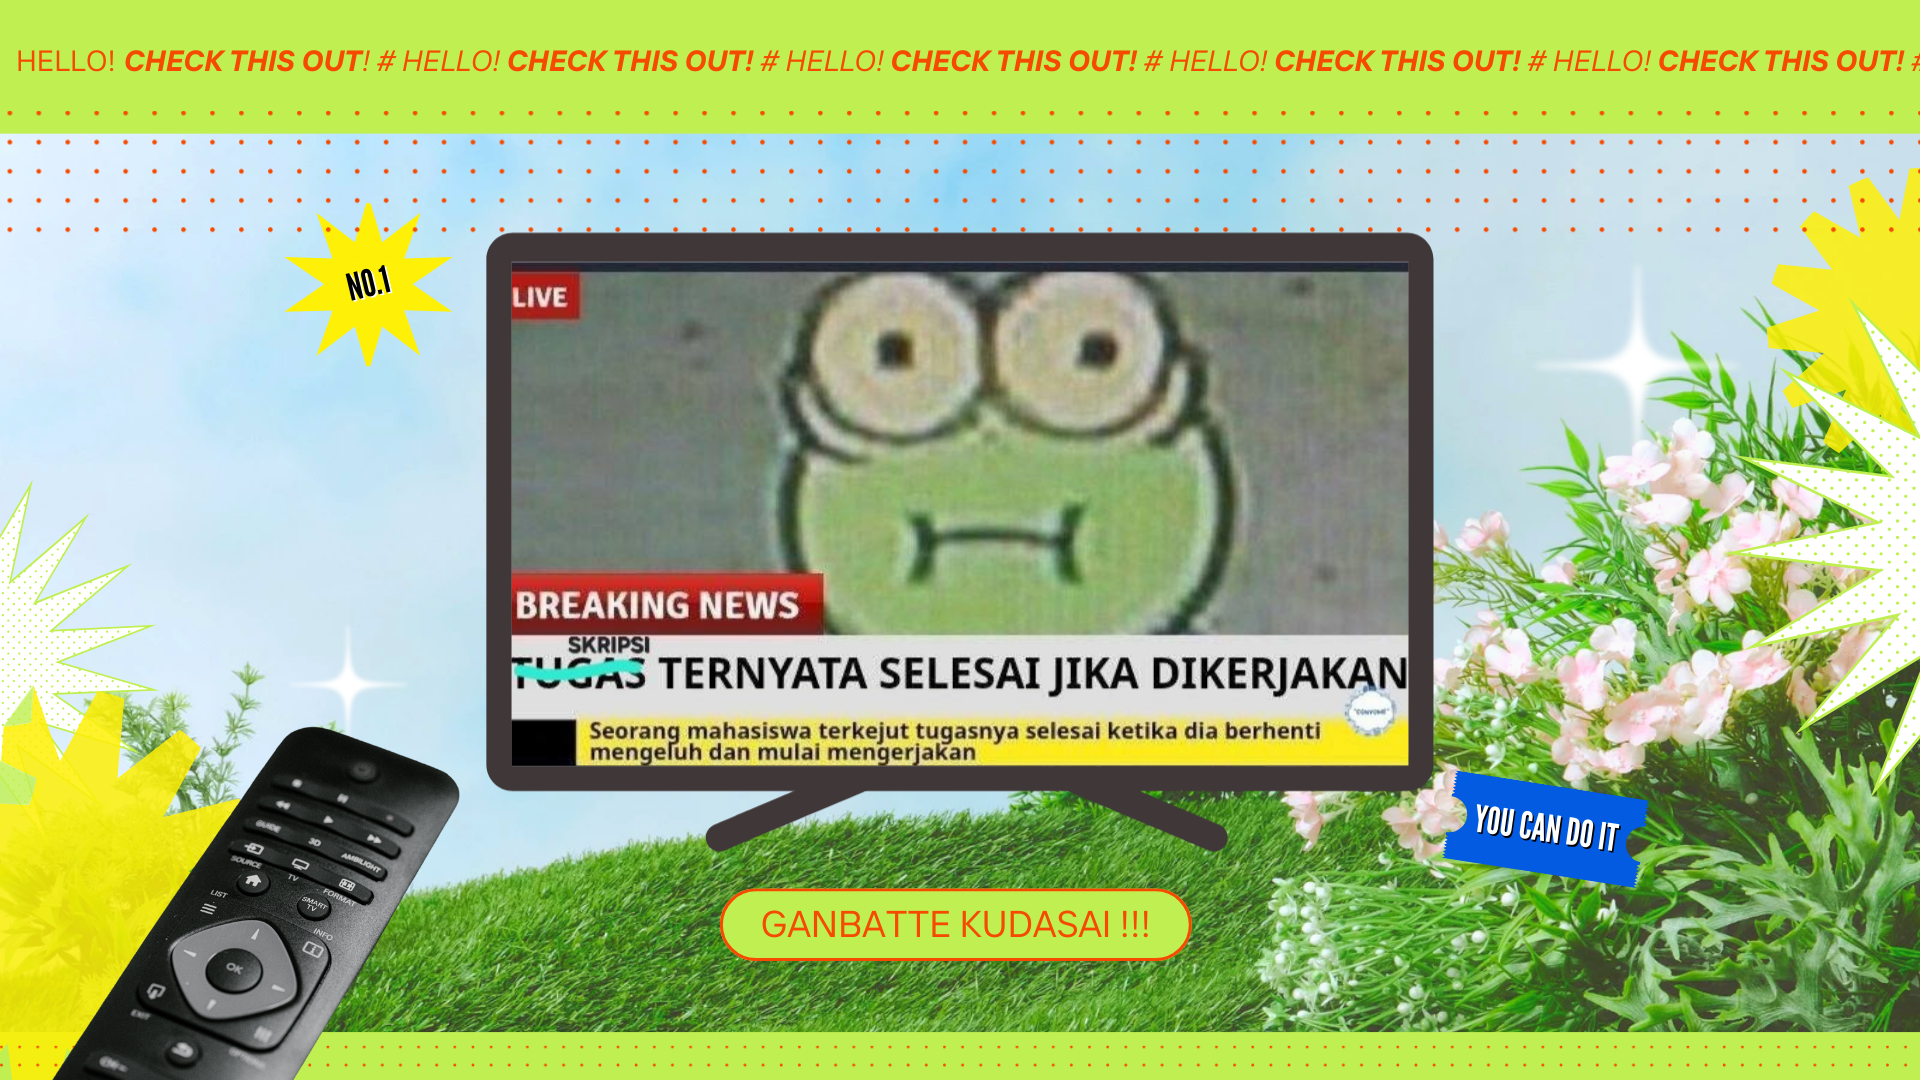 HELLO! CHECK THIS OUT! # HELLO! CHECK THIS OUT! # HELLO! CHECK THIS OUT! # HELLO! CHECK THIS OUT! # HELLO! CHECK THIS OUT! #
NO.1
LIVE
BREAKING NEWS
SKRIPSI
TUGAS TERNYATA SELESAI JIKA DIKERJAKAN
Seorang mahasiswa terkejut tugasnya selesai ketika dia berhenti
mengeluh dan mulai mengerjakan
YOU CAN DO IT
GANBATTE KUDASAI !!!
GUIDE
3D
AMBILIGHT
SOURCE
TV
FORMAT
LIST
SMART
TV
INFO
OK
EXIT